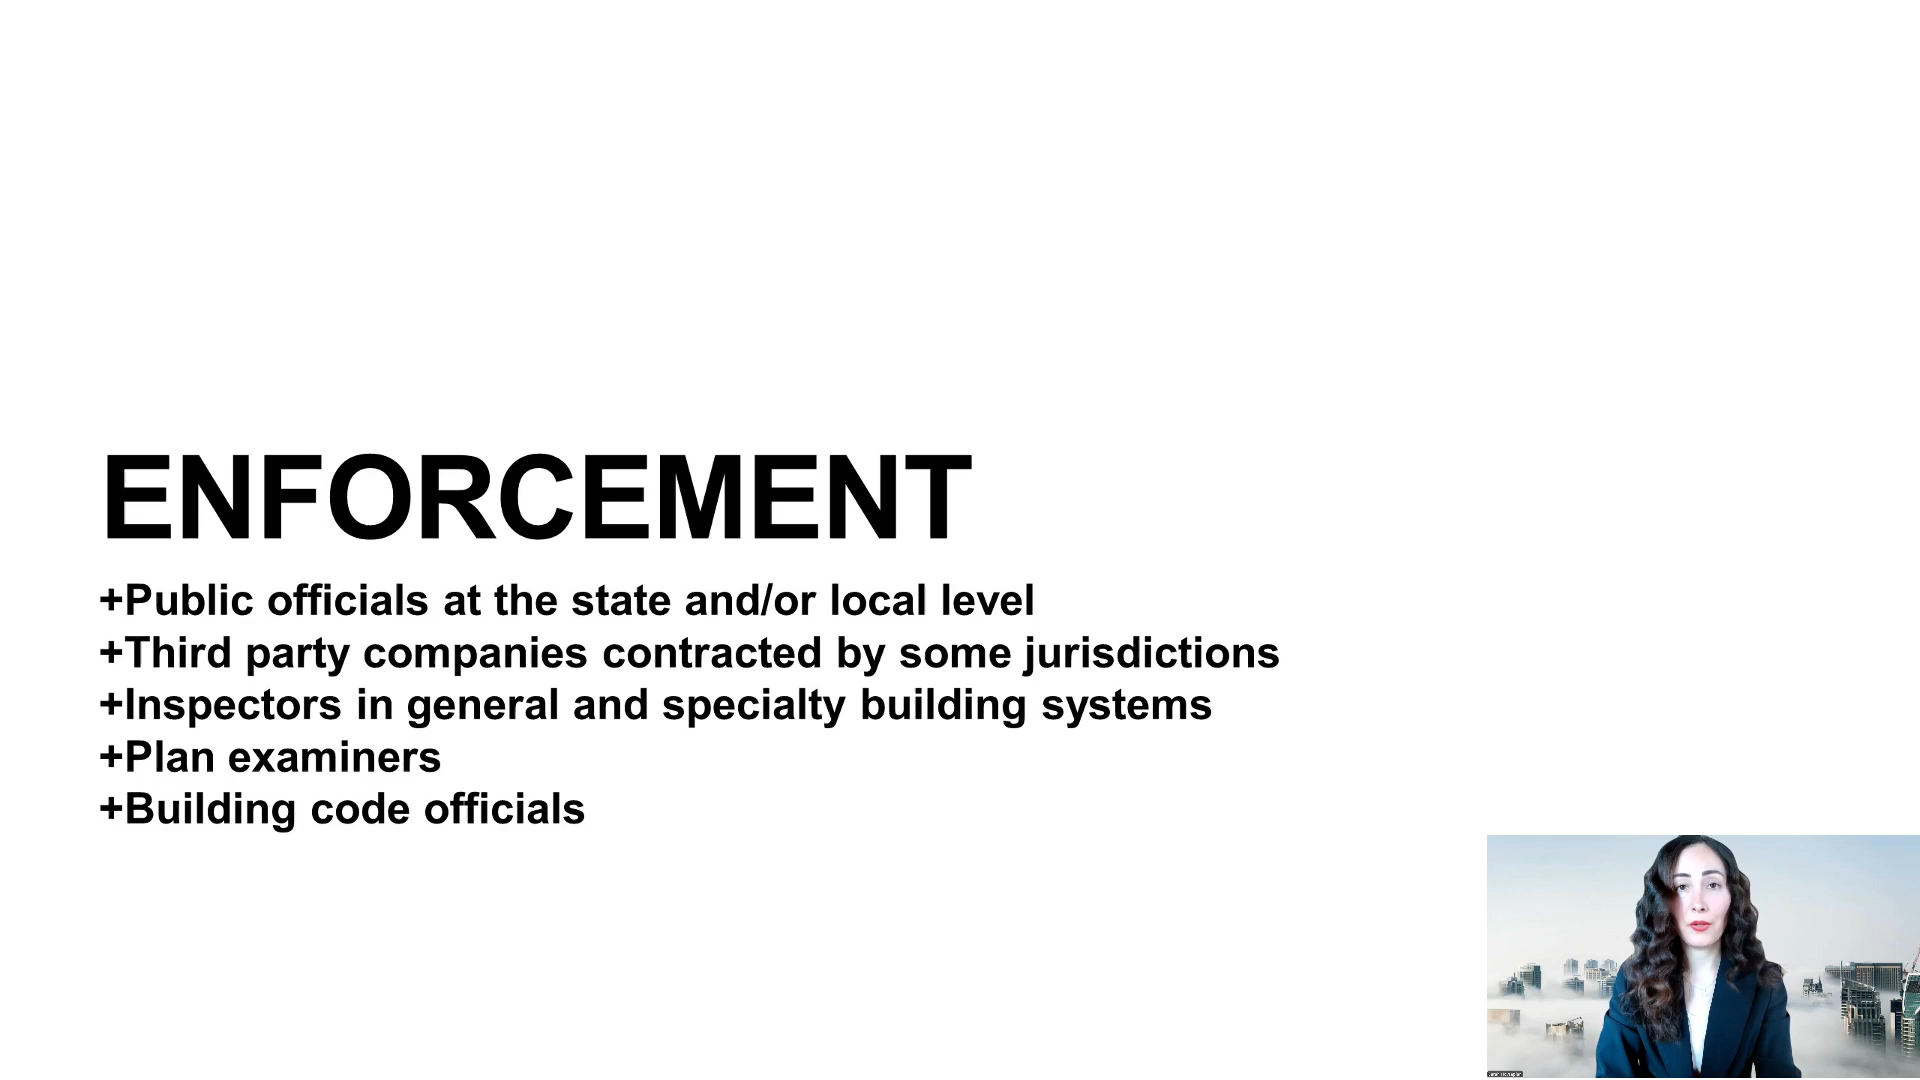 ENFORCEMENT
+Public officials at the state and/or local level
+Third party companies contracted by some jurisdictions
+Inspectors in general and specialty building systems
+Plan examiners
+Building code officials